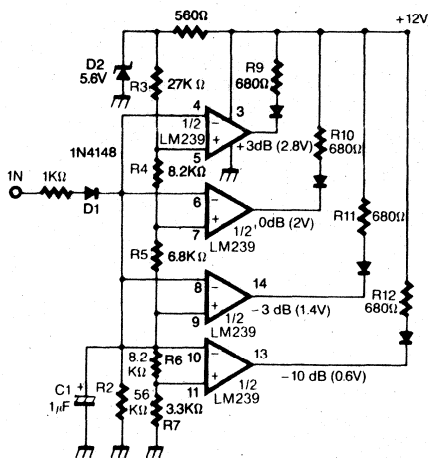 560Ω
+12V
D2
5.6V
R3
27KΩ
R9
680Ω
4
3
1/2
LM239
+3dB (2.8V)
5
R10
680Ω
1N4148
R4
8.2KΩ
1N
1KΩ
D1
6
7
1/2
LM239
0dB (2V)
R11
680Ω
R5
6.8KΩ
8
9
14
1/2
LM239
-3 dB (1.4V)
R12
680Ω
8.2
KΩ
R6
10
11
13
1/2
LM239
-10 dB (0.6V)
C1
+
1μF
R2
56
KΩ
3.3KΩ
R7